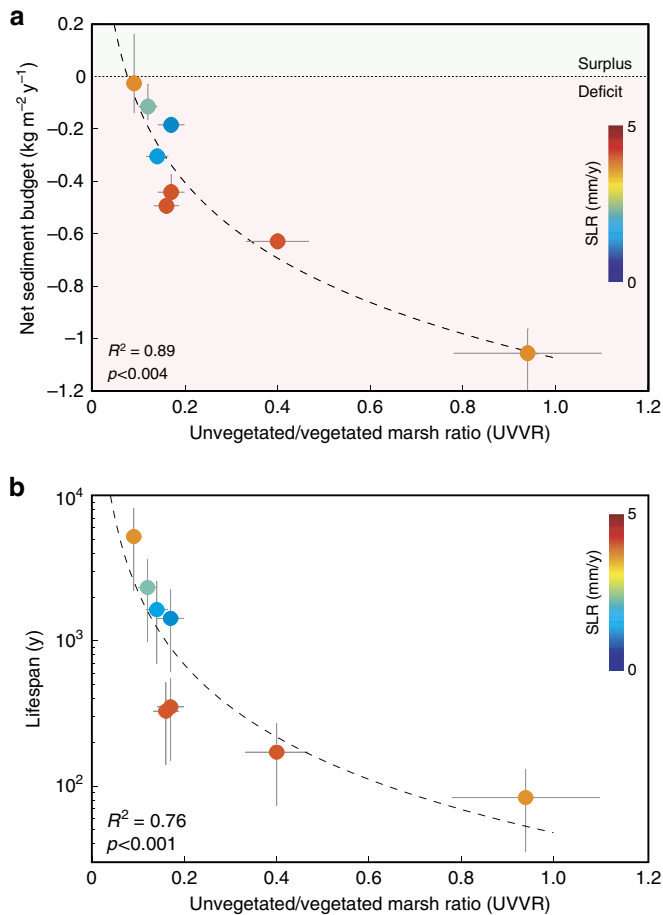 a
0.2
0
−0.2
−0.4
−0.6
−0.8
−1
−1.2
Net sediment budget (kg m−2 y−1)
Surplus
Deficit
5
SLR (mm/y)
0
R2 = 0.89
p<0.004
0 0.2 0.4 0.6 0.8 1.0 1.2
Unvegetated/vegetated marsh ratio (UVVR)
b
104
103
102
Lifespan (y)
5
SLR (mm/y)
0
R2 = 0.76
p<0.001
0 0.2 0.4 0.6 0.8 1.0 1.2
Unvegetated/vegetated marsh ratio (UVVR)